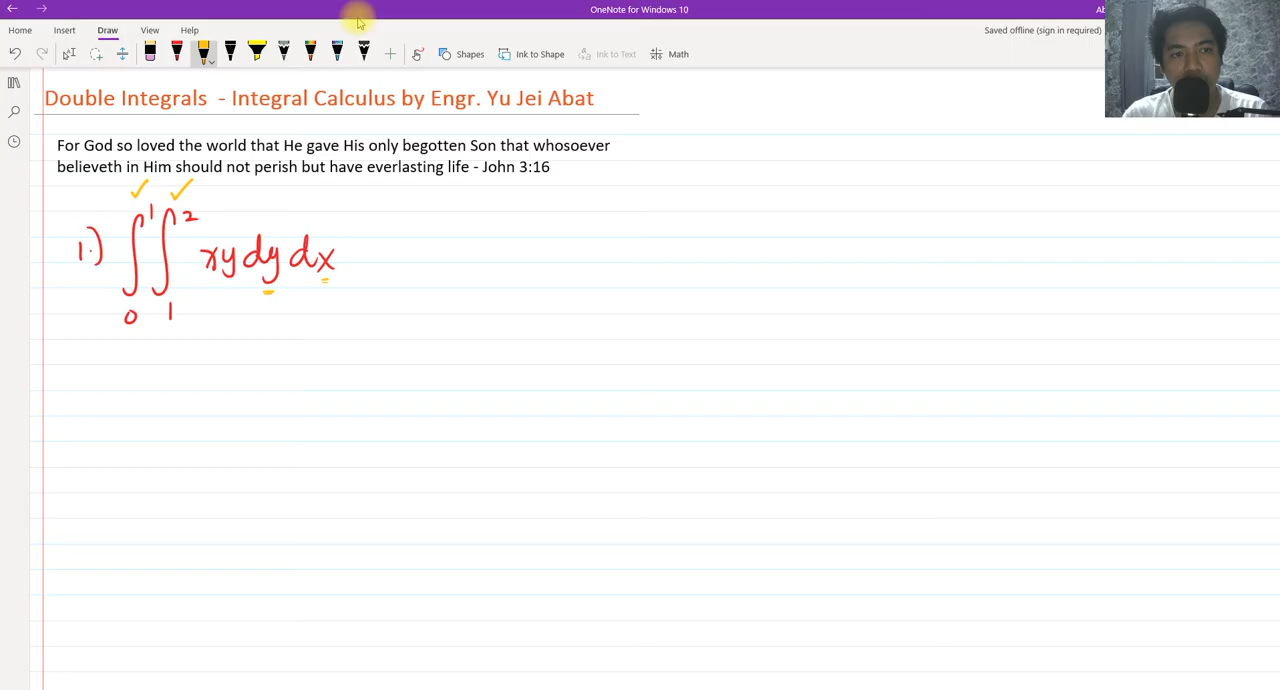 OneNote for Windows 10
Home Insert Draw View Help
Saved offline (sign in required)
Shapes Ink to Shape Ink to Text Math
Double Integrals - Integral Calculus by Engr. Yu Jei Abat
For God so loved the world that He gave His only begotten Son that whosoever
believeth in Him should not perish but have everlasting life - John 3:16
1.) ∫₀¹ ∫₁² xy dy dx